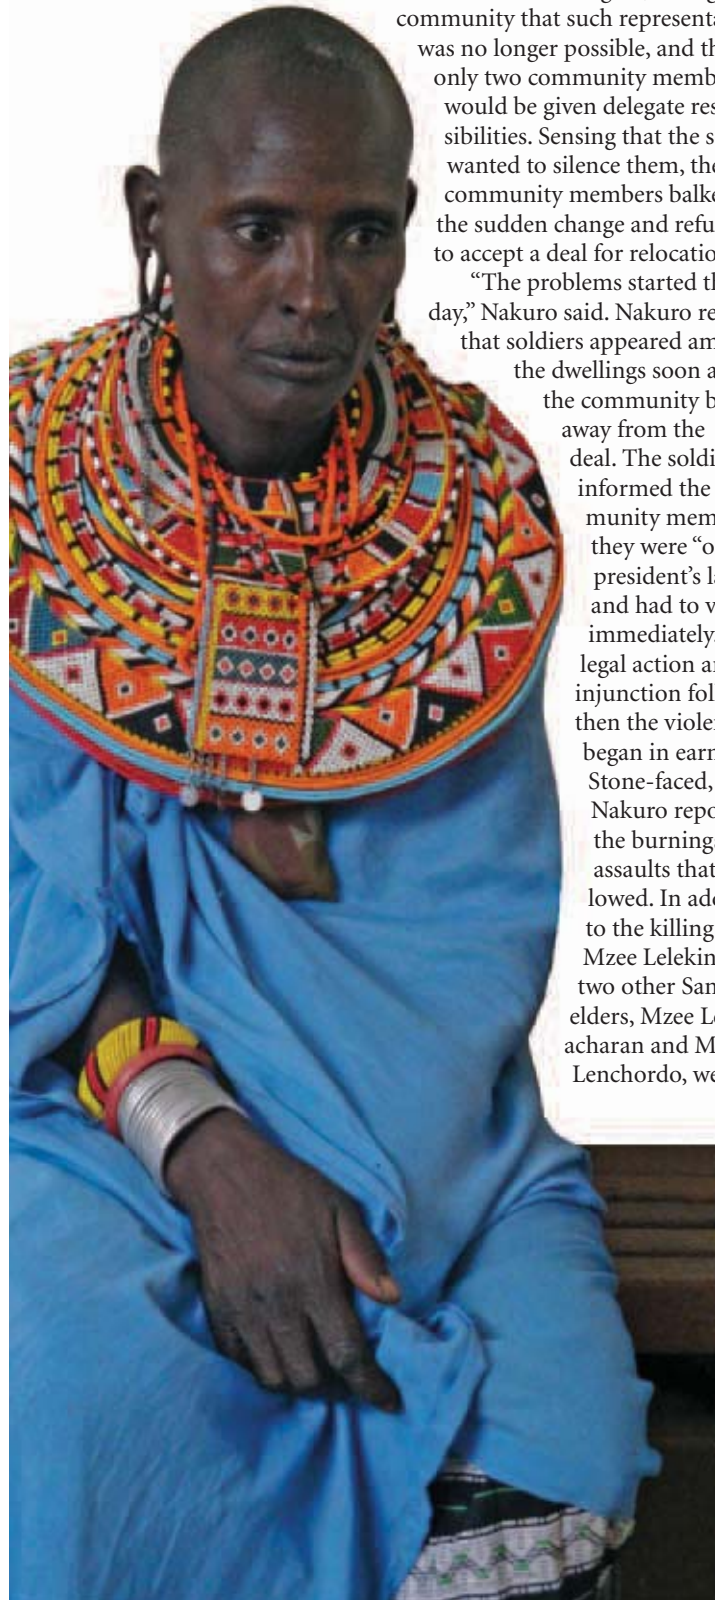 community that such representa
was no longer possible, and th
only two community memb
would be given delegate res
sibilities. Sensing that the s
wanted to silence them, the
community members balke
the sudden change and refu
to accept a deal for relocatio
“The problems started th
day,” Nakuro said. Nakuro re
that soldiers appeared am
the dwellings soon a
the community b
away from the
deal. The soldi
informed the
munity mem
they were “o
president’s la
and had to v
immediately.
legal action an
injunction fol
then the violen
began in earn
Stone-faced,
Nakuro repo
the burning
assaults that
lowed. In add
to the killing
Mzee Lelekin
two other Sam
elders, Mzee Le
acharan and M
Lenchordo, we